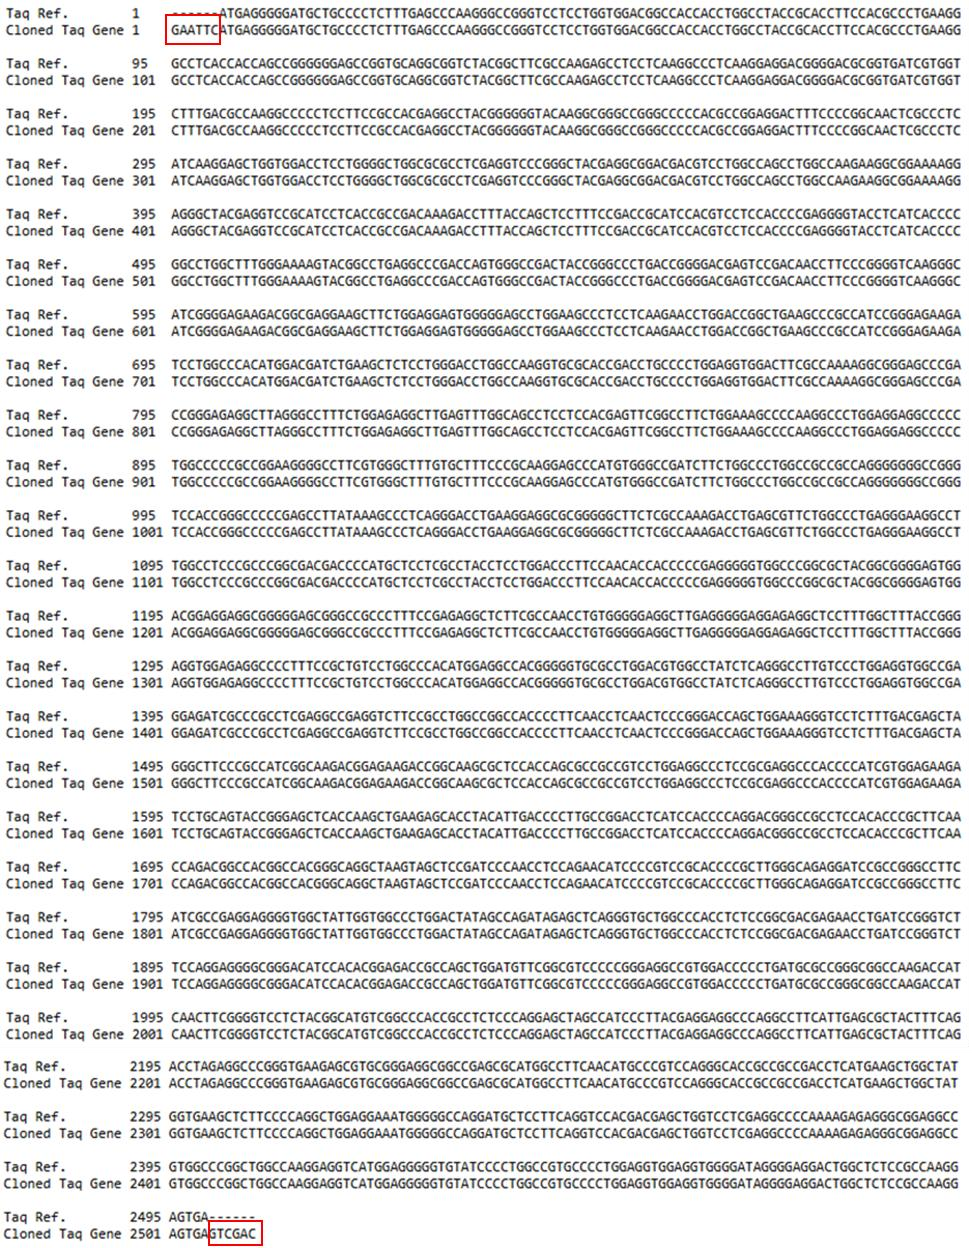 Taq Ref. 1 ------ATGAGGGGGATGCTGCCCCTCTTTGAGCCCAAGGGCCGGGTCCTCCTGGTGGACGGCCACCACCTGGCCTACCGCACCTTCCACGCCCTGAAGG
Cloned Taq Gene 1 GAATTCATGAGGGGGATGCTGCCCCTCTTTGAGCCCAAGGGCCGGGTCCTCCTGGTGGACGGCCACCACCTGGCCTACCGCACCTTCCACGCCCTGAAGG
Taq Ref. 95 GCCTCACCACCAGCCGGGGGGAGCCGGTGCAGGCGGTCTACGGCTTCGCCAAGAGCCTCCTCAAGGCCCTCAAGGAGGACGGGGACGCGGTGATCGTGGT
Cloned Taq Gene 101 GCCTCACCACCAGCCGGGGGGAGCCGGTGCAGGCGGTCTACGGCTTCGCCAAGAGCCTCCTCAAGGCCCTCAAGGAGGACGGGGACGCGGTGATCGTGGT
Taq Ref. 195 CTTTGACGCCAAGGCCCCCTCCTTCCGCCACGAGGCCTACGGGGGGTACAAGGCGGGCCGGGCCCCCACGCCGGAGGACTTTCCCCGGCAACTCGCCCTC
Cloned Taq Gene 201 CTTTGACGCCAAGGCCCCCTCCTTCCGCCACGAGGCCTACGGGGGGTACAAGGCGGGCCGGGCCCCCACGCCGGAGGACTTTCCCCGGCAACTCGCCCTC
Taq Ref. 295 ATCAAGGAGCTGGTGGACCTCCTGGGGCTGGCGCGCCTCGAGGTCCCGGGCTACGAGGCGGACGACGTCCTGGCCAGCCTGGCCAAGAAGGCGGAAAAGG
Cloned Taq Gene 301 ATCAAGGAGCTGGTGGACCTCCTGGGGCTGGCGCGCCTCGAGGTCCCGGGCTACGAGGCGGACGACGTCCTGGCCAGCCTGGCCAAGAAGGCGGAAAAGG
Taq Ref. 395 AGGGCTACGAGGTCCGCATCCTCACCGCCGACAAAGACCTTTACCAGCTCCTTTCCGACCGCATCCACGTCCTCCACCCCGAGGGGTACCTCATCACCCC
Cloned Taq Gene 401 AGGGCTACGAGGTCCGCATCCTCACCGCCGACAAAGACCTTTACCAGCTCCTTTCCGACCGCATCCACGTCCTCCACCCCGAGGGGTACCTCATCACCCC
Taq Ref. 495 GGCCTGGCTTTGGGAAAAGTACGGCCTGAGGCCCGACCAGTGGGCCGACTACCGGGCCCTGACCGGGGACGAGTCCGACAACCTTCCCGGGGTCAAGGGC
Cloned Taq Gene 501 GGCCTGGCTTTGGGAAAAGTACGGCCTGAGGCCCGACCAGTGGGCCGACTACCGGGCCCTGACCGGGGACGAGTCCGACAACCTTCCCGGGGTCAAGGGC
Taq Ref. 595 ATCGGGGAGAAGACGGCGAGGAAGCTTCTGGAGGAGTGGGGGAGCCTGGAAGCCCTCCTCAAGAACCTGGACCGGCTGAAGCCCGCCATCCGGGAGAAGA
Cloned Taq Gene 601 ATCGGGGAGAAGACGGCGAGGAAGCTTCTGGAGGAGTGGGGGAGCCTGGAAGCCCTCCTCAAGAACCTGGACCGGCTGAAGCCCGCCATCCGGGAGAAGA
Taq Ref. 695 TCCTGGCCCACATGGACGATCTGAAGCTCTCCTGGGACCTGGCCAAGGTGCGCACCGACCTGCCCCTGGAGGTGGACTTCGCCAAAAGGCGGGAGCCCGA
Cloned Taq Gene 701 TCCTGGCCCACATGGACGATCTGAAGCTCTCCTGGGACCTGGCCAAGGTGCGCACCGACCTGCCCCTGGAGGTGGACTTCGCCAAAAGGCGGGAGCCCGA
Taq Ref. 795 CCGGGAGAGGCTTAGGGCCTTTCTGGAGAGGCTTGAGTTTGGCAGCCTCCTCCACGAGTTCGGCCTTCTGGAAAGCCCCAAGGCCCTGGAGGAGGCCCCC
Cloned Taq Gene 801 CCGGGAGAGGCTTAGGGCCTTTCTGGAGAGGCTTGAGTTTGGCAGCCTCCTCCACGAGTTCGGCCTTCTGGAAAGCCCCAAGGCCCTGGAGGAGGCCCCC
Taq Ref. 895 TGGCCCCCGCCGGAAGGGGCCTTCGTGGGCTTTGTGCTTTCCCGCAAGGAGCCCATGTGGGCCGATCTTCTGGCCCTGGCCGCCGCCAGGGGGGGCCGGG
Cloned Taq Gene 901 TGGCCCCCGCCGGAAGGGGCCTTCGTGGGCTTTGTGCTTTCCCGCAAGGAGCCCATGTGGGCCGATCTTCTGGCCCTGGCCGCCGCCAGGGGGGGCCGGG
Taq Ref. 995 TCCACCGGGCCCCCGAGCCTTATAAAGCCCTCAGGGACCTGAAGGAGGCGCGGGGGCTTCTCGCCAAAGACCTGAGCGTTCTGGCCCTGAGGGAAGGCCT
Cloned Taq Gene 1001 TCCACCGGGCCCCCGAGCCTTATAAAGCCCTCAGGGACCTGAAGGAGGCGCGGGGGCTTCTCGCCAAAGACCTGAGCGTTCTGGCCCTGAGGGAAGGCCT
Taq Ref. 1095 TGGCCTCCCGCCCGGCGACGACCCCATGCTCCTCGCCTACCTCCTGGACCCTTCCAACACCACCCCCGAGGGGGTGGCCCGGCGCTACGGCGGGGAGTGG
Cloned Taq Gene 1101 TGGCCTCCCGCCCGGCGACGACCCCATGCTCCTCGCCTACCTCCTGGACCCTTCCAACACCACCCCCGAGGGGGTGGCCCGGCGCTACGGCGGGGAGTGG
Taq Ref. 1195 ACGGAGGAGGCGGGGGAGCGGGCCGCCCTTTCCGAGAGGCTCTTCGCCAACCTGTGGGGGAGGCTTGAGGGGGAGGAGAGGCTCCTTTGGCTTTACCGGG
Cloned Taq Gene 1201 ACGGAGGAGGCGGGGGAGCGGGCCGCCCTTTCCGAGAGGCTCTTCGCCAACCTGTGGGGGAGGCTTGAGGGGGAGGAGAGGCTCCTTTGGCTTTACCGGG
Taq Ref. 1295 AGGTGGAGAGGCCCCTTTCCGCTGTCCTGGCCCACATGGAGGCCACGGGGGTGCGCCTGGACGTGGCCTATCTCAGGGCCTTGTCCCTGGAGGTGGCCGA
Cloned Taq Gene 1301 AGGTGGAGAGGCCCCTTTCCGCTGTCCTGGCCCACATGGAGGCCACGGGGGTGCGCCTGGACGTGGCCTATCTCAGGGCCTTGTCCCTGGAGGTGGCCGA
Taq Ref. 1395 GGAGATCGCCCGCCTCGAGGCCGAGGTCTTCCGCCTGGCCGGCCACCCCTTCAACCTCAACTCCCGGGACCAGCTGGAAAGGGTCCTCTTTGACGAGCTA
Cloned Taq Gene 1401 GGAGATCGCCCGCCTCGAGGCCGAGGTCTTCCGCCTGGCCGGCCACCCCTTCAACCTCAACTCCCGGGACCAGCTGGAAAGGGTCCTCTTTGACGAGCTA
Taq Ref. 1495 GGGCTTCCCGCCATCGGCAAGACGGAGAAGACCGGCAAGCGCTCCACCAGCGCCGCCGTCCTGGAGGCCCTCCGCGAGGCCCACCCCATCGTGGAGAAGA
Cloned Taq Gene 1501 GGGCTTCCCGCCATCGGCAAGACGGAGAAGACCGGCAAGCGCTCCACCAGCGCCGCCGTCCTGGAGGCCCTCCGCGAGGCCCACCCCATCGTGGAGAAGA
Taq Ref. 1595 TCCTGCAGTACCGGGAGCTCACCAAGCTGAAGAGCACCTACATTGACCCCTTGCCGGACCTCATCCACCCCAGGACGGGCCGCCTCCACACCCGCTTCAA
Cloned Taq Gene 1601 TCCTGCAGTACCGGGAGCTCACCAAGCTGAAGAGCACCTACATTGACCCCTTGCCGGACCTCATCCACCCCAGGACGGGCCGCCTCCACACCCGCTTCAA
Taq Ref. 1695 CCAGACGGCCACGGCCACGGGCAGGCTAAGTAGCTCCGATCCCAACCTCCAGAACATCCCCGTCCGCACCCCGCTTGGGCAGAGGATCCGCCGGGCCTTC
Cloned Taq Gene 1701 CCAGACGGCCACGGCCACGGGCAGGCTAAGTAGCTCCGATCCCAACCTCCAGAACATCCCCGTCCGCACCCCGCTTGGGCAGAGGATCCGCCGGGCCTTC
Taq Ref. 1795 ATCGCCGAGGAGGGGTGGCTATTGGTGGCCCTGGACTATAGCCAGATAGAGCTCAGGGTGCTGGCCCACCTCTCCGGCGACGAGAACCTGATCCGGGTCT
Cloned Taq Gene 1801 ATCGCCGAGGAGGGGTGGCTATTGGTGGCCCTGGACTATAGCCAGATAGAGCTCAGGGTGCTGGCCCACCTCTCCGGCGACGAGAACCTGATCCGGGTCT
Taq Ref. 1895 TCCAGGAGGGGCGGGACATCCACACGGAGACCGCCAGCTGGATGTTCGGCGTCCCCCGGGAGGCCGTGGACCCCCTGATGCGCCGGGCGGCCAAGACCAT
Cloned Taq Gene 1901 TCCAGGAGGGGCGGGACATCCACACGGAGACCGCCAGCTGGATGTTCGGCGTCCCCCGGGAGGCCGTGGACCCCCTGATGCGCCGGGCGGCCAAGACCAT
Taq Ref. 1995 CAACTTCGGGGTCCTCTACGGCATGTCGGCCCACCGCCTCTCCCAGGAGCTAGCCATCCCTTACGAGGAGGCCCAGGCCTTCATTGAGCGCTACTTTCAG
Cloned Taq Gene 2001 CAACTTCGGGGTCCTCTACGGCATGTCGGCCCACCGCCTCTCCCAGGAGCTAGCCATCCCTTACGAGGAGGCCCAGGCCTTCATTGAGCGCTACTTTCAG
Taq Ref. 2195 ACCTAGAGGCCCGGGTGAAGAGCGTGCGGGAGGCGGCCGAGCGCATGGCCTTCAACATGCCCGTCCAGGGCACCGCCGCCGACCTCATGAAGCTGGCTAT
Cloned Taq Gene 2201 ACCTAGAGGCCCGGGTGAAGAGCGTGCGGGAGGCGGCCGAGCGCATGGCCTTCAACATGCCCGTCCAGGGCACCGCCGCCGACCTCATGAAGCTGGCTAT
Taq Ref. 2295 GGTGAAGCTCTTCCCCAGGCTGGAGGAAATGGGGGCCAGGATGCTCCTTCAGGTCCACGACGAGCTGGTCCTCGAGGCCCCAAAAGAGAGGGCGGAGGCC
Cloned Taq Gene 2301 GGTGAAGCTCTTCCCCAGGCTGGAGGAAATGGGGGCCAGGATGCTCCTTCAGGTCCACGACGAGCTGGTCCTCGAGGCCCCAAAAGAGAGGGCGGAGGCC
Taq Ref. 2395 GTGGCCCGGCTGGCCAAGGAGGTCATGGAGGGGGTGTATCCCCTGGCCGTGCCCCTGGAGGTGGAGGTGGGGATAGGGGAGGACTGGCTCTCCGCCAAGG
Cloned Taq Gene 2401 GTGGCCCGGCTGGCCAAGGAGGTCATGGAGGGGGTGTATCCCCTGGCCGTGCCCCTGGAGGTGGAGGTGGGGATAGGGGAGGACTGGCTCTCCGCCAAGG
Taq Ref. 2495 AGTGA------
Cloned Taq Gene 2501 AGTGAGTCGAC